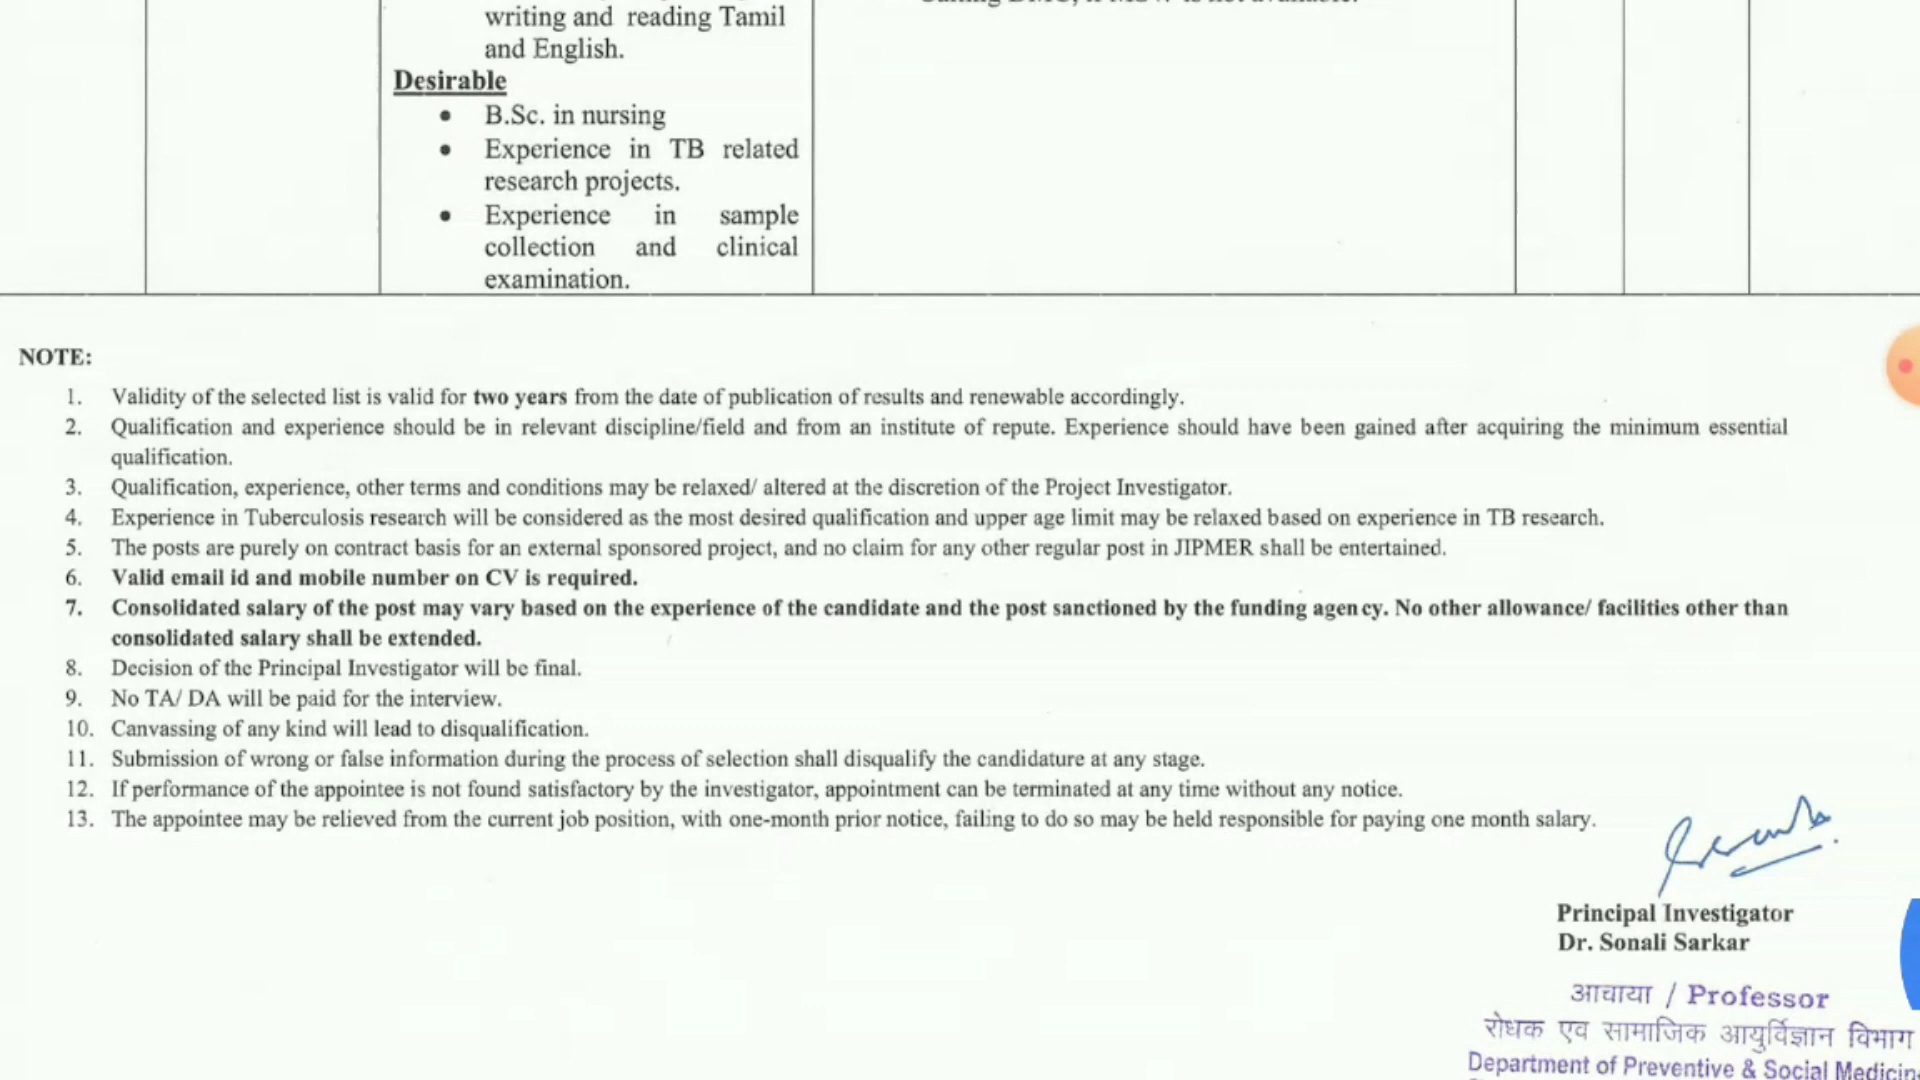 writing and reading Tamil
and English.
Desirable
• B.Sc. in nursing
• Experience in TB related
research projects.
• Experience in sample
collection and clinical
examination.
NOTE:
1. Validity of the selected list is valid for two years from the date of publication of results and renewable accordingly.
2. Qualification and experience should be in relevant discipline/field and from an institute of repute. Experience should have been gained after acquiring the minimum essential
qualification.
3. Qualification, experience, other terms and conditions may be relaxed/ altered at the discretion of the Project Investigator.
4. Experience in Tuberculosis research will be considered as the most desired qualification and upper age limit may be relaxed based on experience in TB research.
5. The posts are purely on contract basis for an external sponsored project, and no claim for any other regular post in JIPMER shall be entertained.
6. Valid email id and mobile number on CV is required.
7. Consolidated salary of the post may vary based on the experience of the candidate and the post sanctioned by the funding agency. No other allowance/ facilities other than
consolidated salary shall be extended.
8. Decision of the Principal Investigator will be final.
9. No TA/ DA will be paid for the interview.
10. Canvassing of any kind will lead to disqualification.
11. Submission of wrong or false information during the process of selection shall disqualify the candidature at any stage.
12. If performance of the appointee is not found satisfactory by the investigator, appointment can be terminated at any time without any notice.
13. The appointee may be relieved from the current job position, with one-month prior notice, failing to do so may be held responsible for paying one month salary.
Principal Investigator
Dr. Sonali Sarkar
आचाया / Professor
रोधक एव सामाजिक आयुर्विज्ञान विभाग
Department of Preventive & Social Medicin